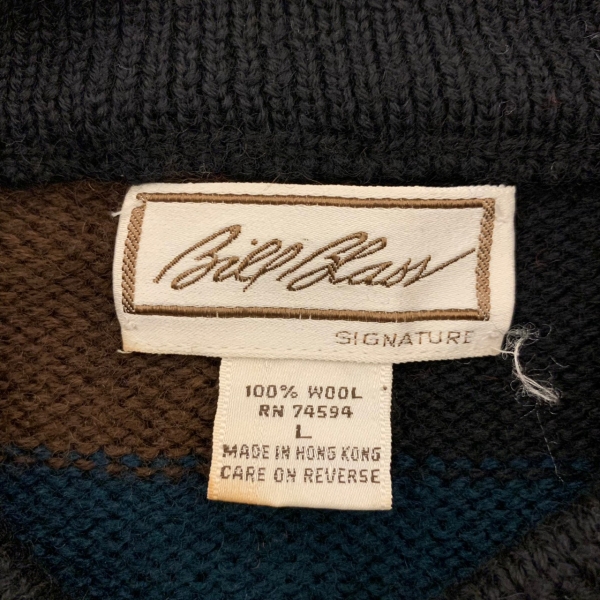 Bill Blass
SIGNATURE
100% WOOL
RN 74594
L
MADE IN HONG KONG
CARE ON REVERSE